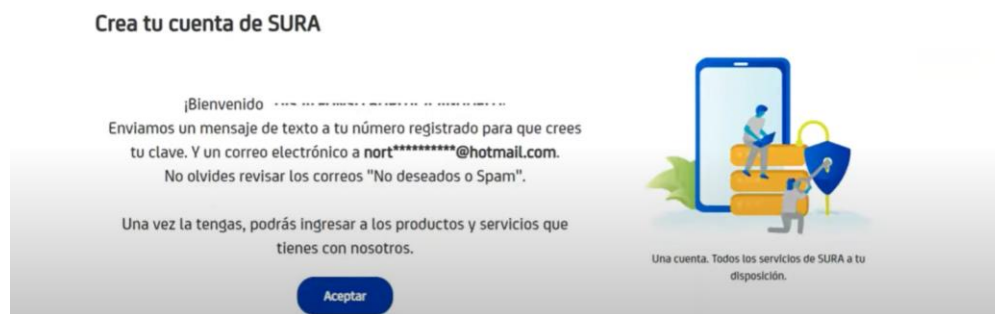 Crea tu cuenta de SURA
¡Bienvenido
Enviamos un mensaje de texto a tu número registrado para que crees
tu clave. Y un correo electrónico a nort**********@hotmail.com.
No olvides revisar los correos "No deseados o Spam".
Una vez la tengas, podrás ingresar a los productos y servicios que
tienes con nosotros.
Aceptar
Una cuenta. Todos los servicios de SURA a tu
disposición.